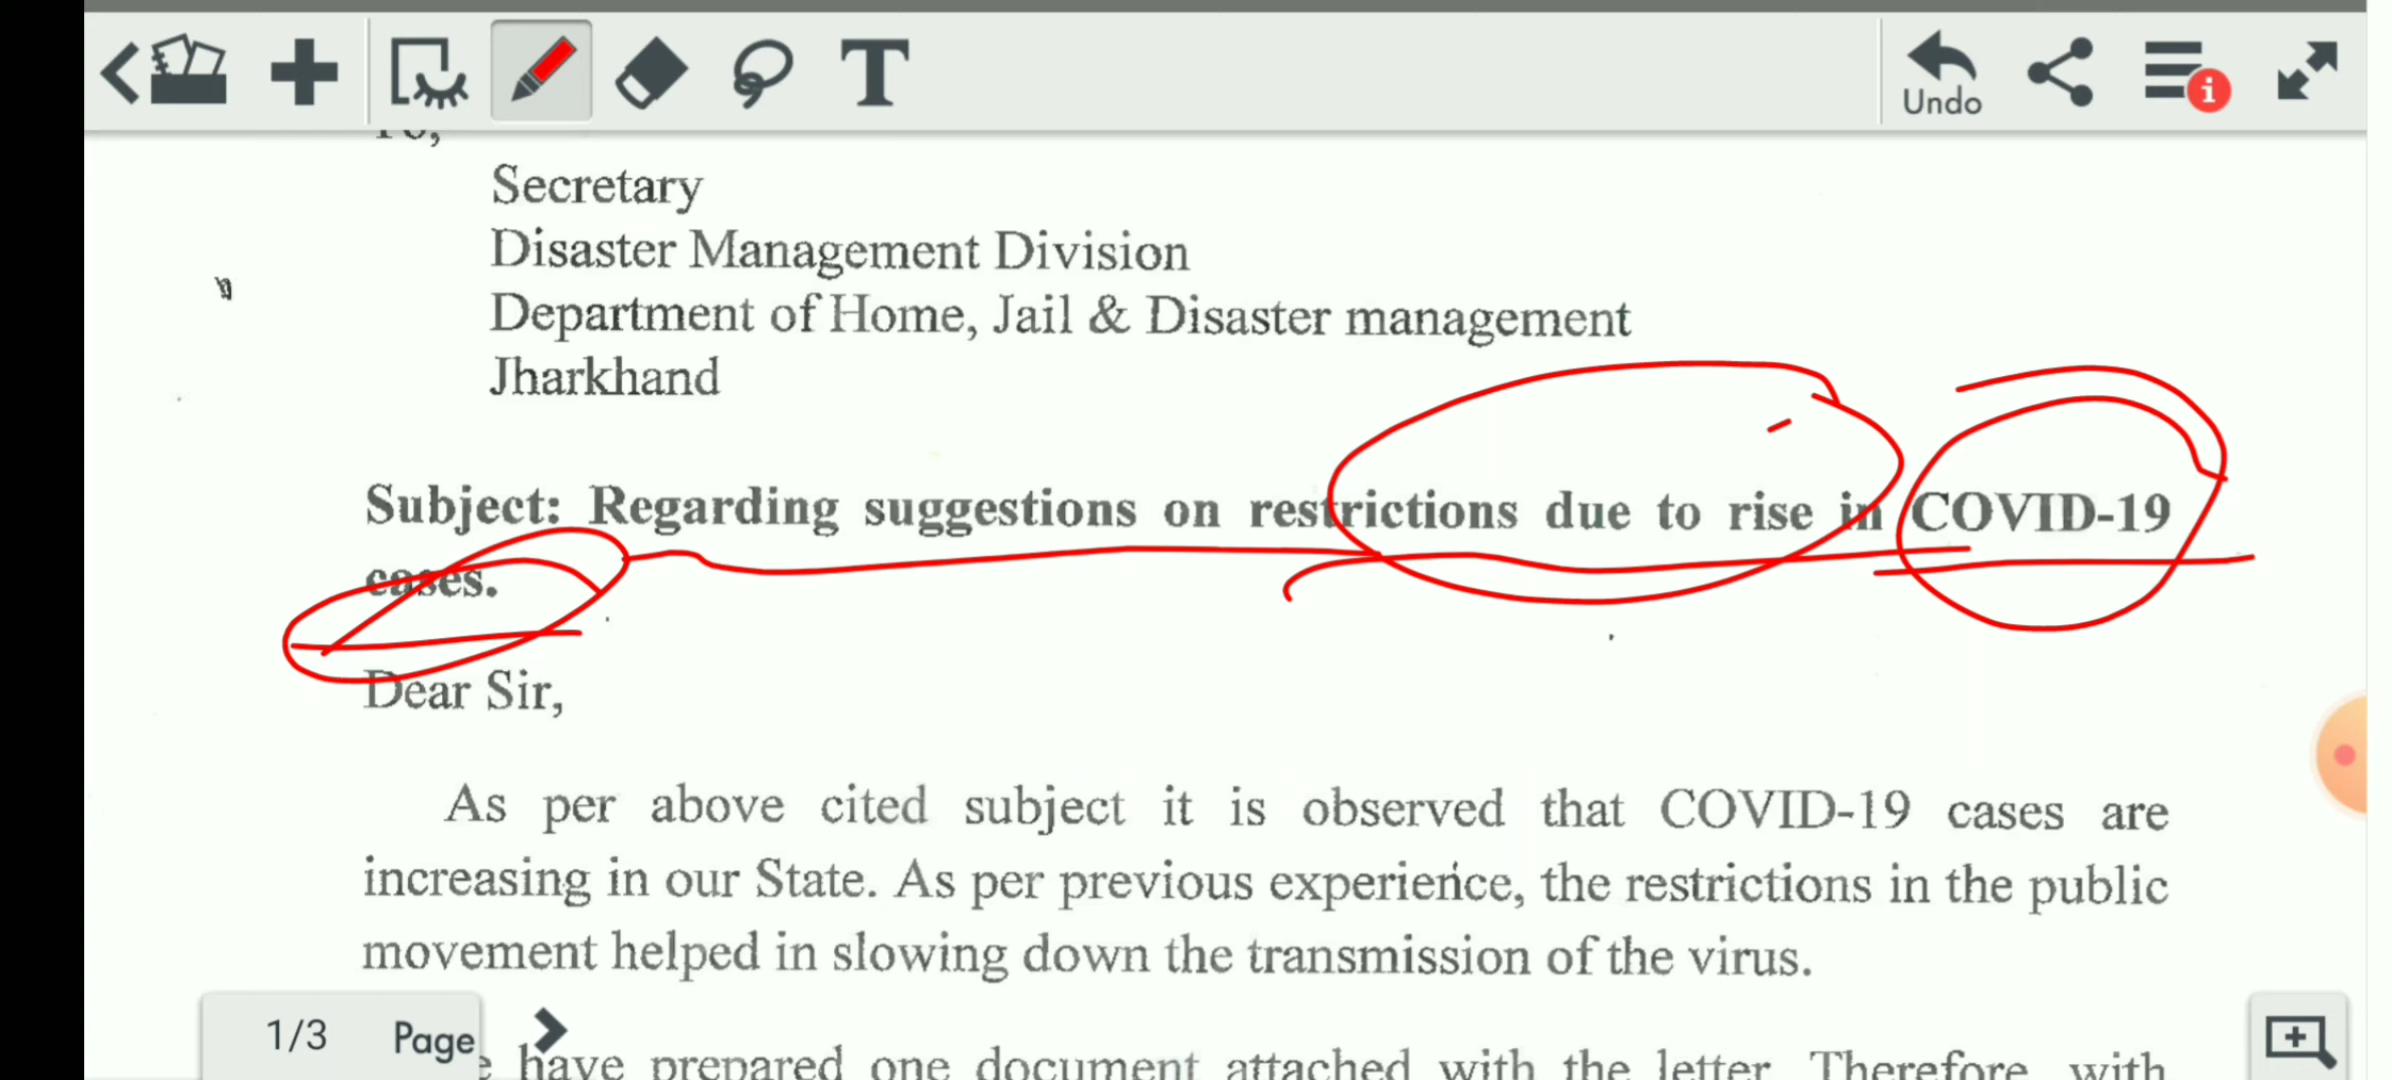 Undo
To,
Secretary
Disaster Management Division
Department of Home, Jail & Disaster management
Jharkhand
Subject: Regarding suggestions on restrictions due to rise in COVID-19
cases.
Dear Sir,
As per above cited subject it is observed that COVID-19 cases are
increasing in our State. As per previous experience, the restrictions in the public
movement helped in slowing down the transmission of the virus.
1/3 Page
have prepared one document attached with the letter. Therefore, with